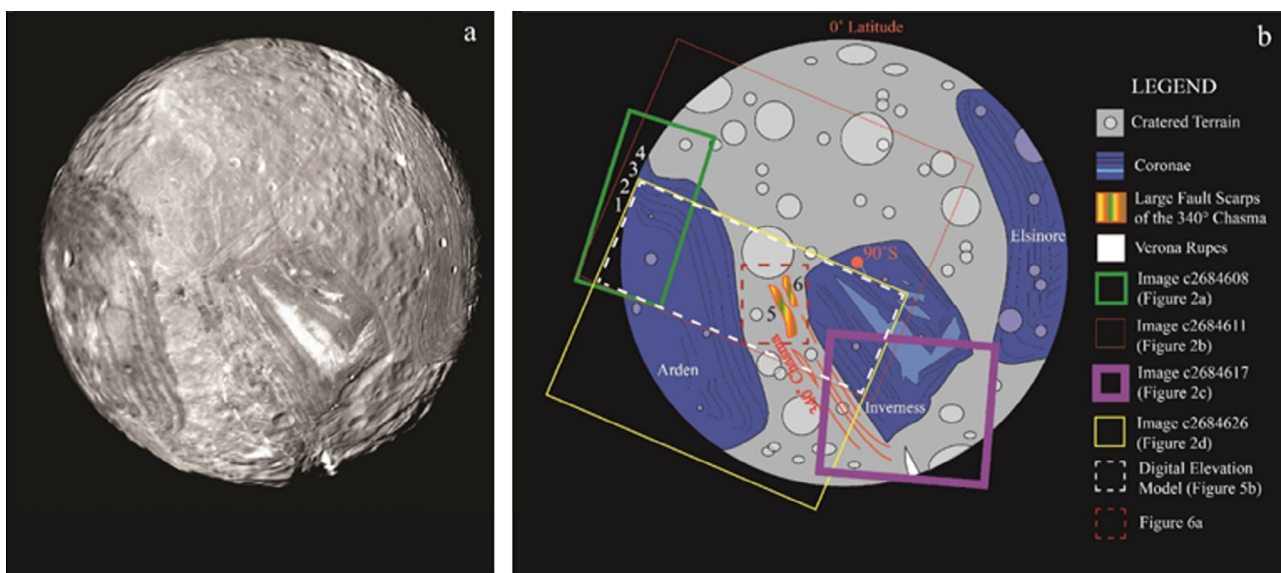 a
b
0° Latitude
4
3
2
1
90°S
6
5
Elsinore
Arden
Inverness
340° Chasma
LEGEND
Cratered Terrain
Coronae
Large Fault Scarps
of the 340° Chasma
Verona Rupes
Image c2684608
(Figure 2a)
Image c2684611
(Figure 2b)
Image c2684617
(Figure 2c)
Image c2684626
(Figure 2d)
Digital Elevation
Model (Figure 5b)
Figure 6a